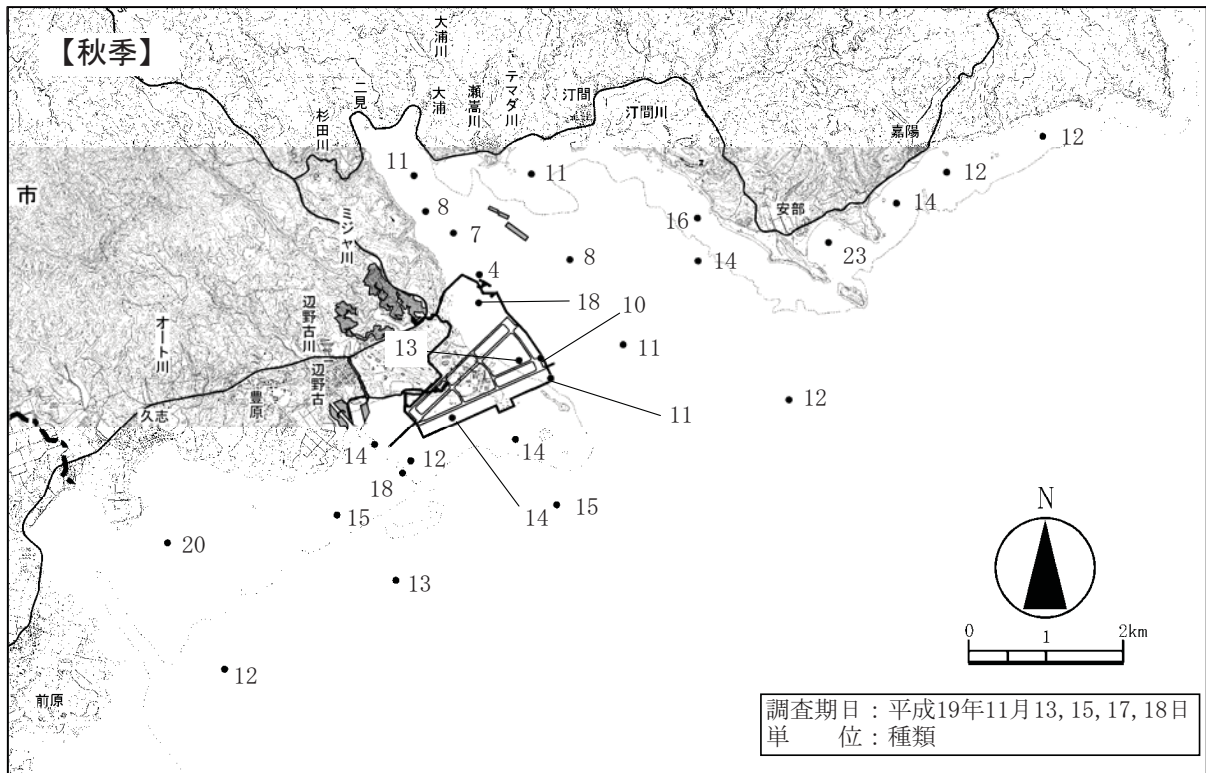 【秋季】
大浦川
二見
大浦
瀬嵩川
テマダ川
汀間
汀間川
杉田川
嘉陽
12
市
11
11
12
14
8
ミジャ川
16
安部
7
23
8
14
4
18
10
辺野古川
オート川
13
11
辺野古
豊原
12
久志
11
14
14
12
18
14
15
15
20
13
N
12
前原
0 1 2km
調査期日：平成19年11月13,15,17,18日
単　　位：種類